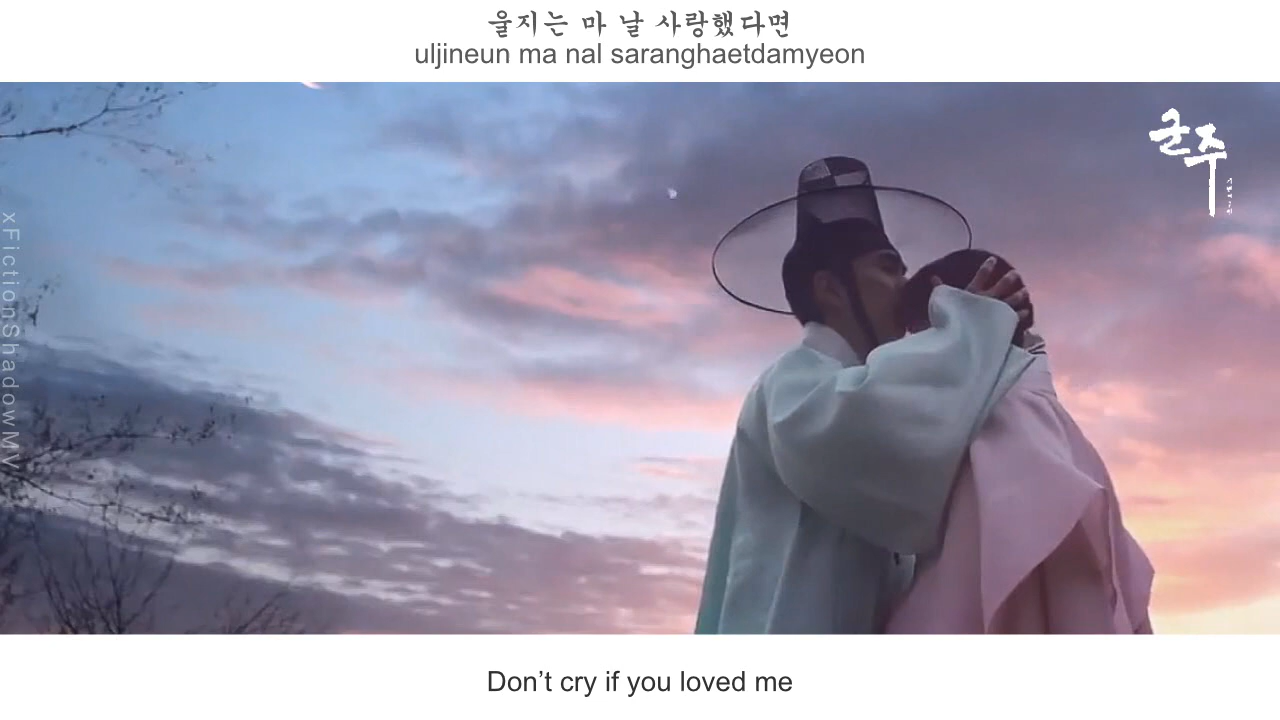 울지는 마 날 사랑했다면
uljineun ma nal saranghaetdamyeon
군주
xFictionShadowMV
Don't cry if you loved me